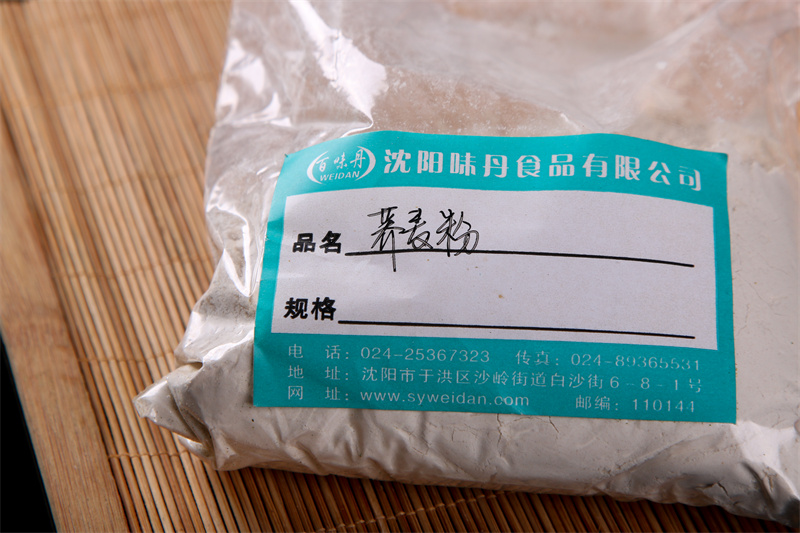 百味丹 WEIDAN 沈阳味丹食品有限公司
品名 荞麦粉
规格
电 话: 024-25367323 传真: 024-89365531
地 址: 沈阳市于洪区沙岭街道白沙街6-8-1号
网 址: www.syweidan.com 邮编: 110144